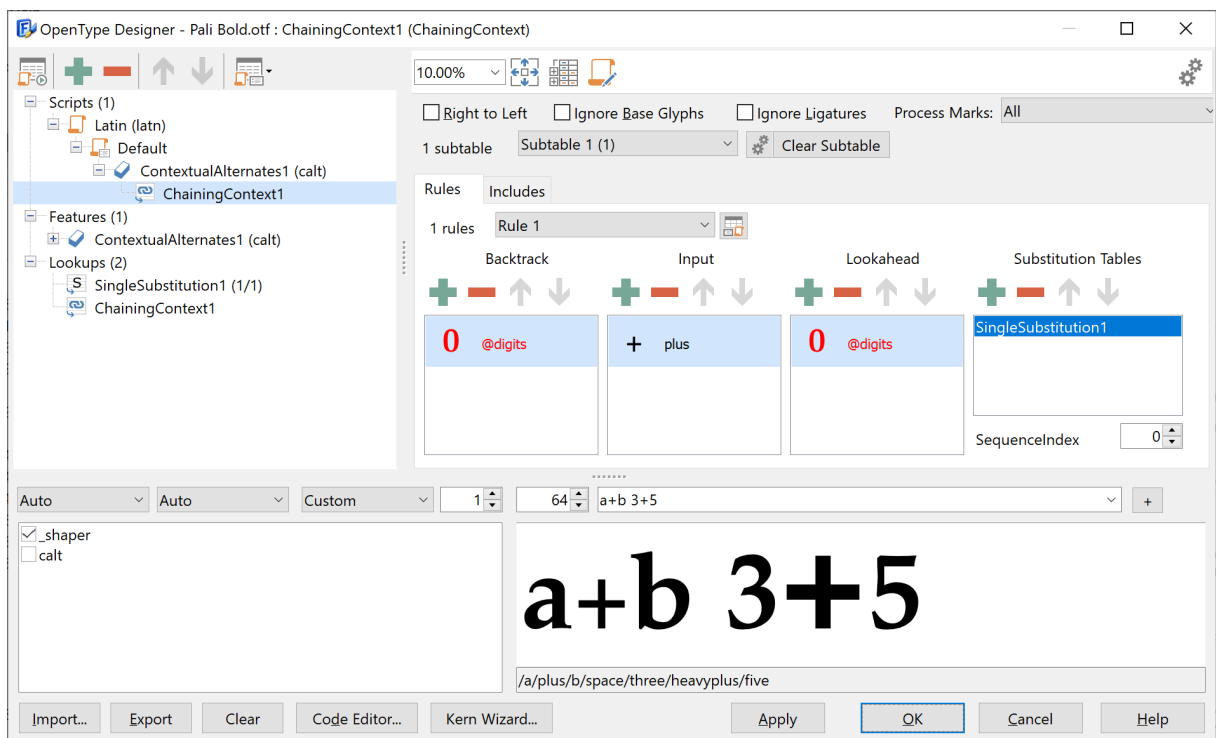 OpenType Designer - Pali Bold.otf : ChainingContext1 (ChainingContext)
10.00%
Scripts (1)
Latin (latn)
Default
ContextualAlternates1 (calt)
ChainingContext1
Features (1)
ContextualAlternates1 (calt)
Lookups (2)
S SingleSubstitution1 (1/1)
ChainingContext1
Right to Left Ignore Base Glyphs Ignore Ligatures Process Marks: All
1 subtable Subtable 1 (1) Clear Subtable
Rules Includes
1 rules Rule 1
Backtrack Input Lookahead Substitution Tables
0 @digits + plus 0 @digits SingleSubstitution1
SequenceIndex 0
Auto Auto Custom 1 64 a+b 3+5 +
_shaper
calt
a+b 3+5
/a/plus/b/space/three/heavyplus/five
Import... Export Clear Code Editor... Kern Wizard... Apply OK Cancel Help